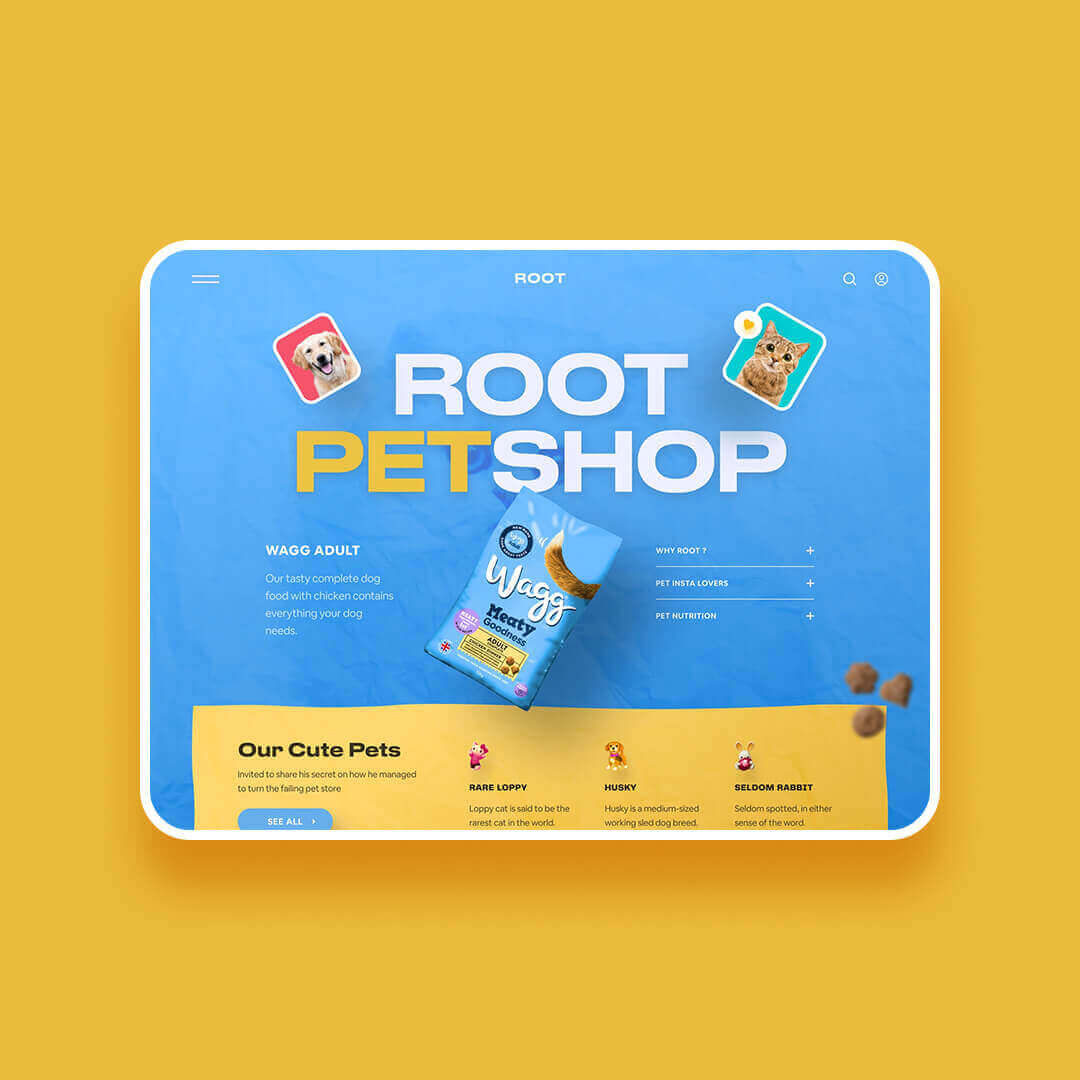 ROOT
ROOT
PETSHOP
WAGG ADULT
Our tasty complete dog
food with chicken contains
everything your dog
needs.
Wagg
Meaty
Goodness
ADULT
CHICKEN DINNER
WHY ROOT ?
PET INSTA LOVERS
PET NUTRITION
Our Cute Pets
Invited to share his secret on how he managed
to turn the failing pet store
SEE ALL
RARE LOPPY
Loppy cat is said to be the
rarest cat in the world.
HUSKY
Husky is a medium-sized
working sled dog breed.
SELDOM RABBIT
Seldom spotted, in either
sense of the word.